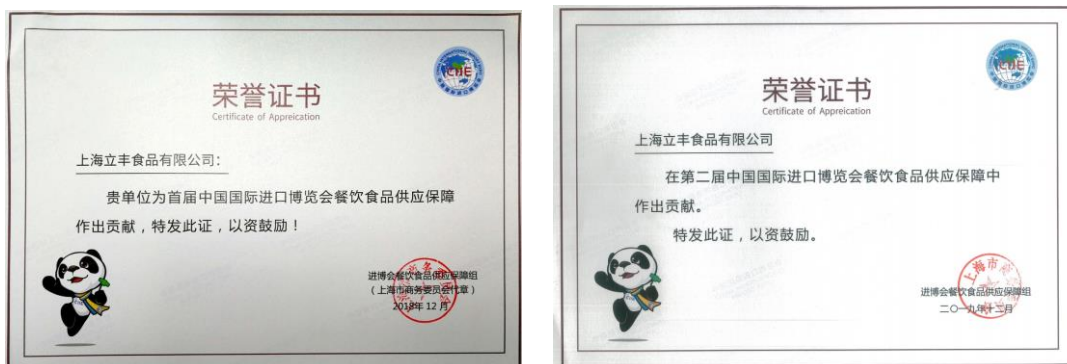 荣誉证书
Certificate of Appreication
上海立丰食品有限公司：
贵单位为首届中国国际进口博览会餐饮食品供应保障
作出贡献，特发此证，以资鼓励！
进博会餐饮食品供应保障组
（上海市商务委员会代章）
2018年 12 月
CIIE
荣誉证书
Certificate of Appreication
上海立丰食品有限公司
在第二届中国国际进口博览会餐饮食品供应保障中
作出贡献。
特发此证，以资鼓励。
进博会餐饮食品供应保障组
二〇一九年十二月
CIIE